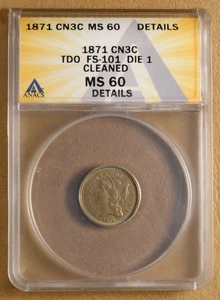 1871 CN3C MS 60 DETAILS
1871 CN3C
TDO FS-101 DIE 1
CLEANED
MS 60
DETAILS
ANACS